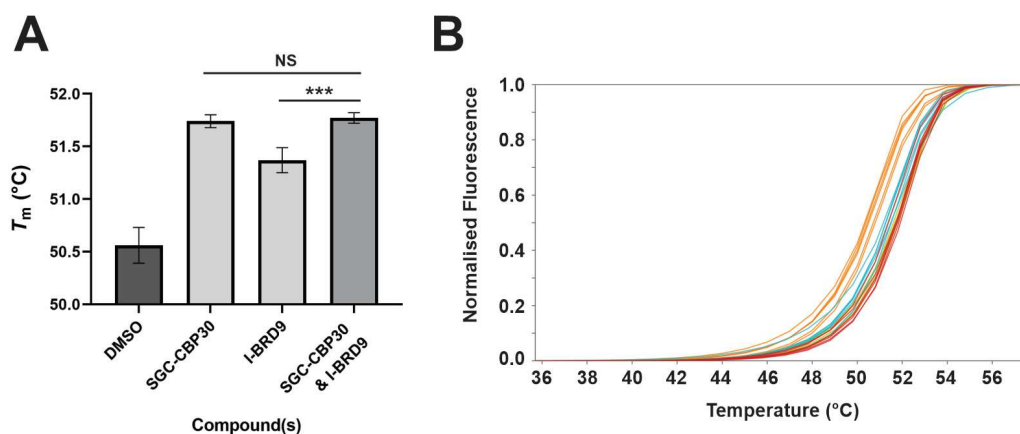 A
NS
***
52.0
51.5
51.0
50.5
50.0
Tm (°C)
DMSO
SGC-CBP30
I-BRD9
SGC-CBP30
& I-BRD9
Compound(s)
B
1.0
0.8
0.6
0.4
0.2
0.0
Normalised Fluorescence
36 38 40 42 44 46 48 50 52 54 56
Temperature (°C)